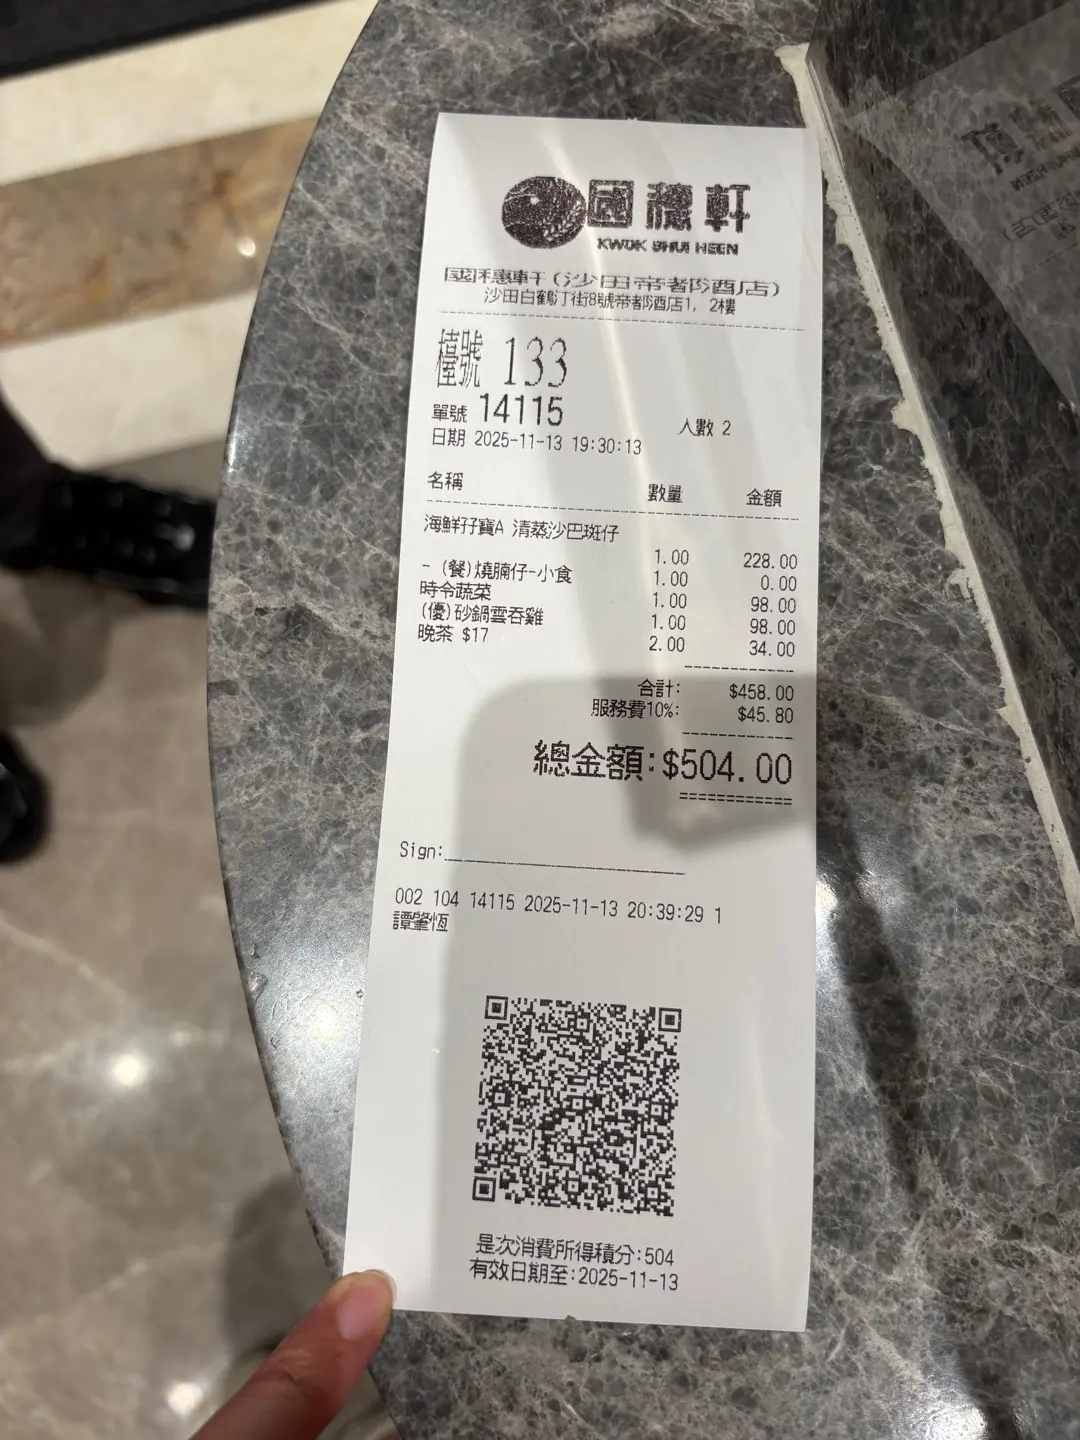 國穗軒
KWOK SHUI HEEN
國穗軒(沙田帝都酒店)
沙田白鶴汀街8號帝都酒店1, 2樓
檯號 133
單號 14115 人數 2
日期 2025-11-13 19:30:13
名稱 數量 金額
海鮮孖寶A 清蒸沙巴斑仔
1.00 228.00
- (餐)燒腩仔-小食 1.00 0.00
時令蔬菜 1.00 98.00
(優)砂鍋雲吞雞 1.00 98.00
晚茶 $17 2.00 34.00
合計: $458.00
服務費10%: $45.80
總金額:$504.00
============
Sign:
002 104 14115 2025-11-13 20:39:29 1
譚肇恆
是次消費所得積分:504
有效日期至:2025-11-13